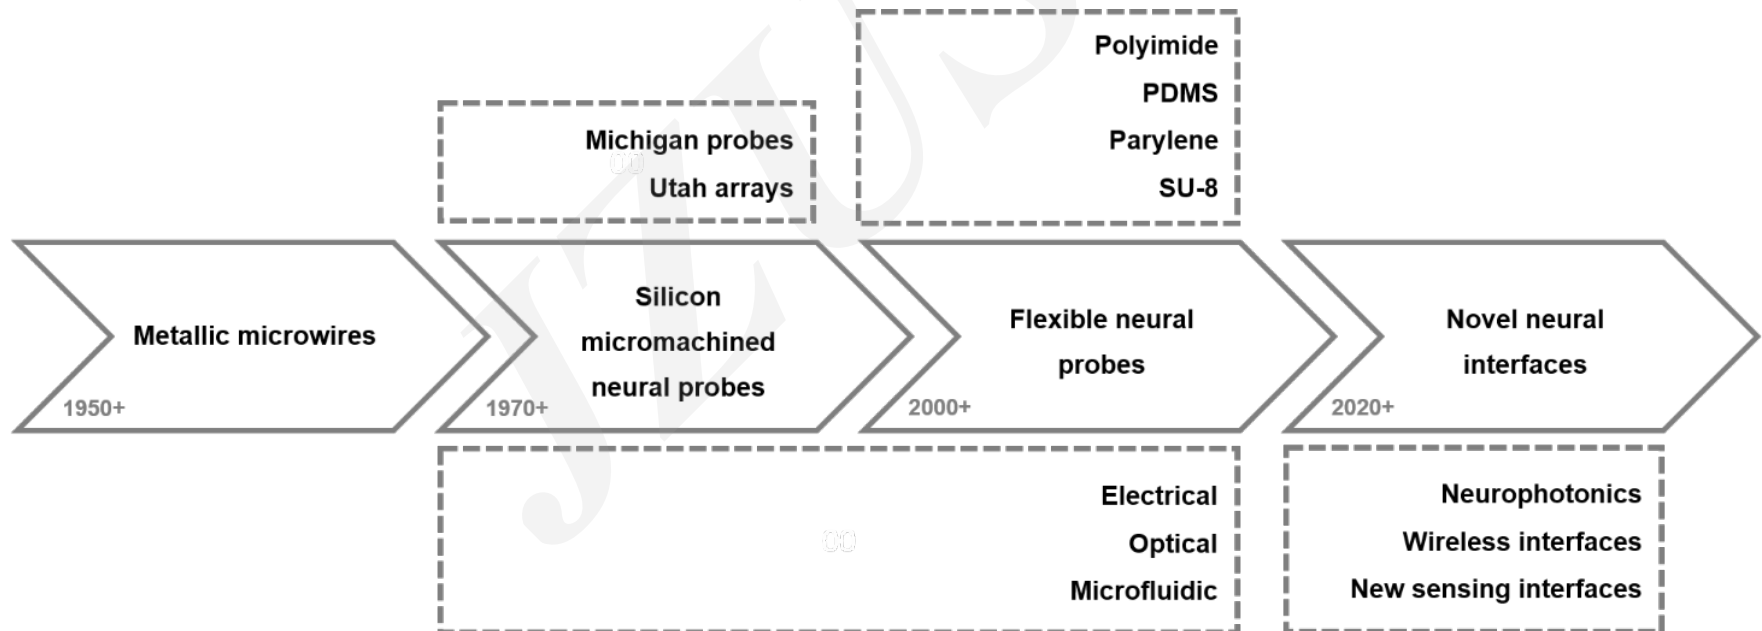 Polyimide
PDMS
Parylene
SU-8
Michigan probes
Utah arrays
Metallic microwires
1950+
Silicon
micromachined
neural probes
1970+
Flexible neural
probes
2000+
Novel neural
interfaces
2020+
Electrical
Optical
Microfluidic
Neurophotonics
Wireless interfaces
New sensing interfaces
JZUS